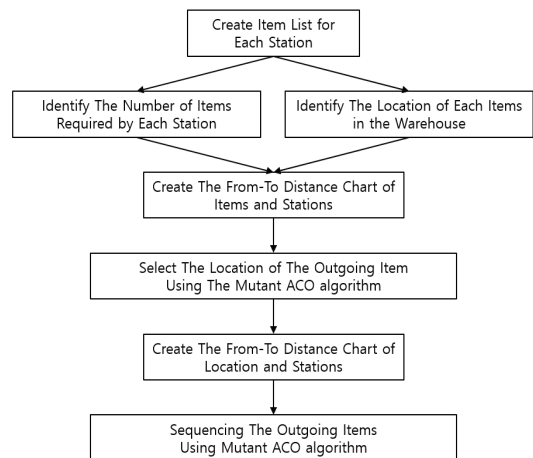 Create Item List for
Each Station
Identify The Number of Items
Required by Each Station
Identify The Location of Each Items
in the Warehouse
Create The From-To Distance Chart of
Items and Stations
Select The Location of The Outgoing Item
Using The Mutant ACO algorithm
Create The From-To Distance Chart of
Location and Stations
Sequencing The Outgoing Items
Using Mutant ACO algorithm